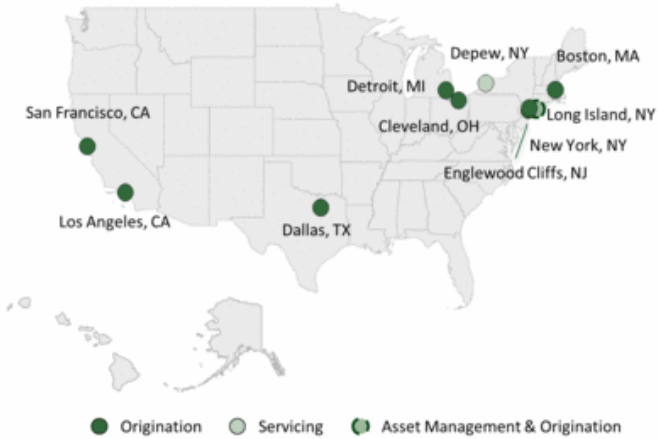 Depew, NY
Boston, MA
Detroit, MI
San Francisco, CA
Long Island, NY
Cleveland, OH
New York, NY
Englewood Cliffs, NJ
Los Angeles, CA
Dallas, TX
Origination Servicing Asset Management & Origination